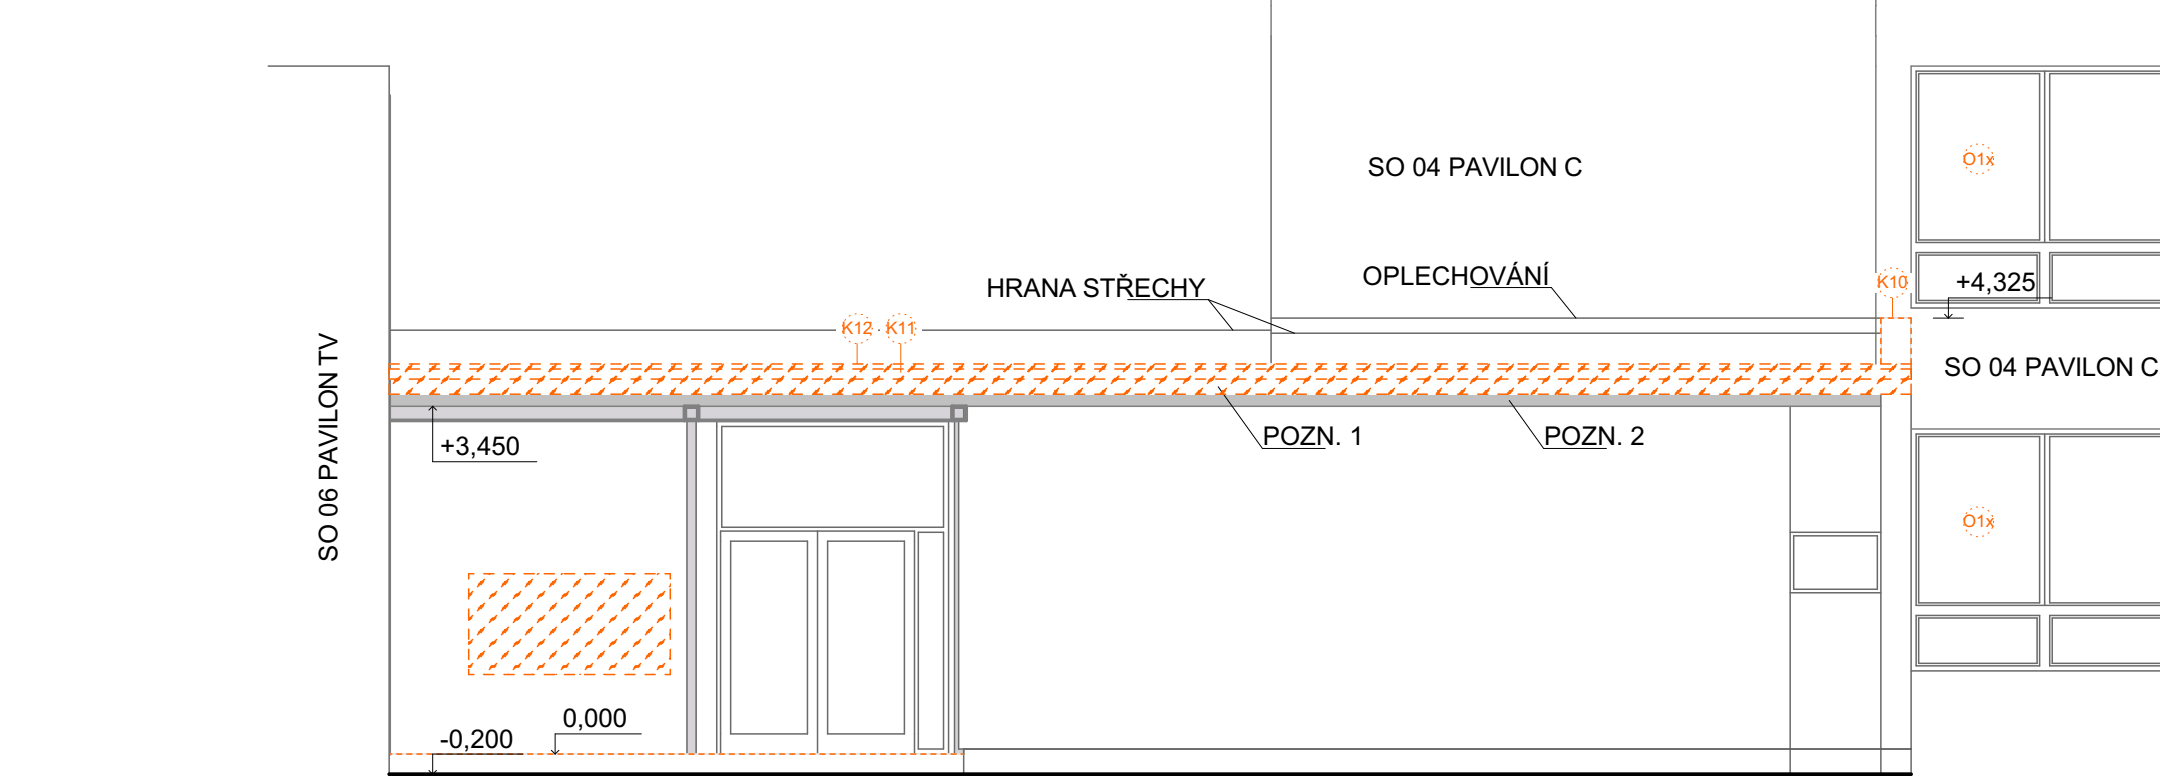 SO 04 PAVILON C
O1x
HRANA STŘECHY
OPLECHOVÁNÍ
K10
+4,325
K12
K11
SO 06 PAVILON TV
SO 04 PAVILON C
+3,450
POZN. 1
POZN. 2
O1x
0,000
-0,200